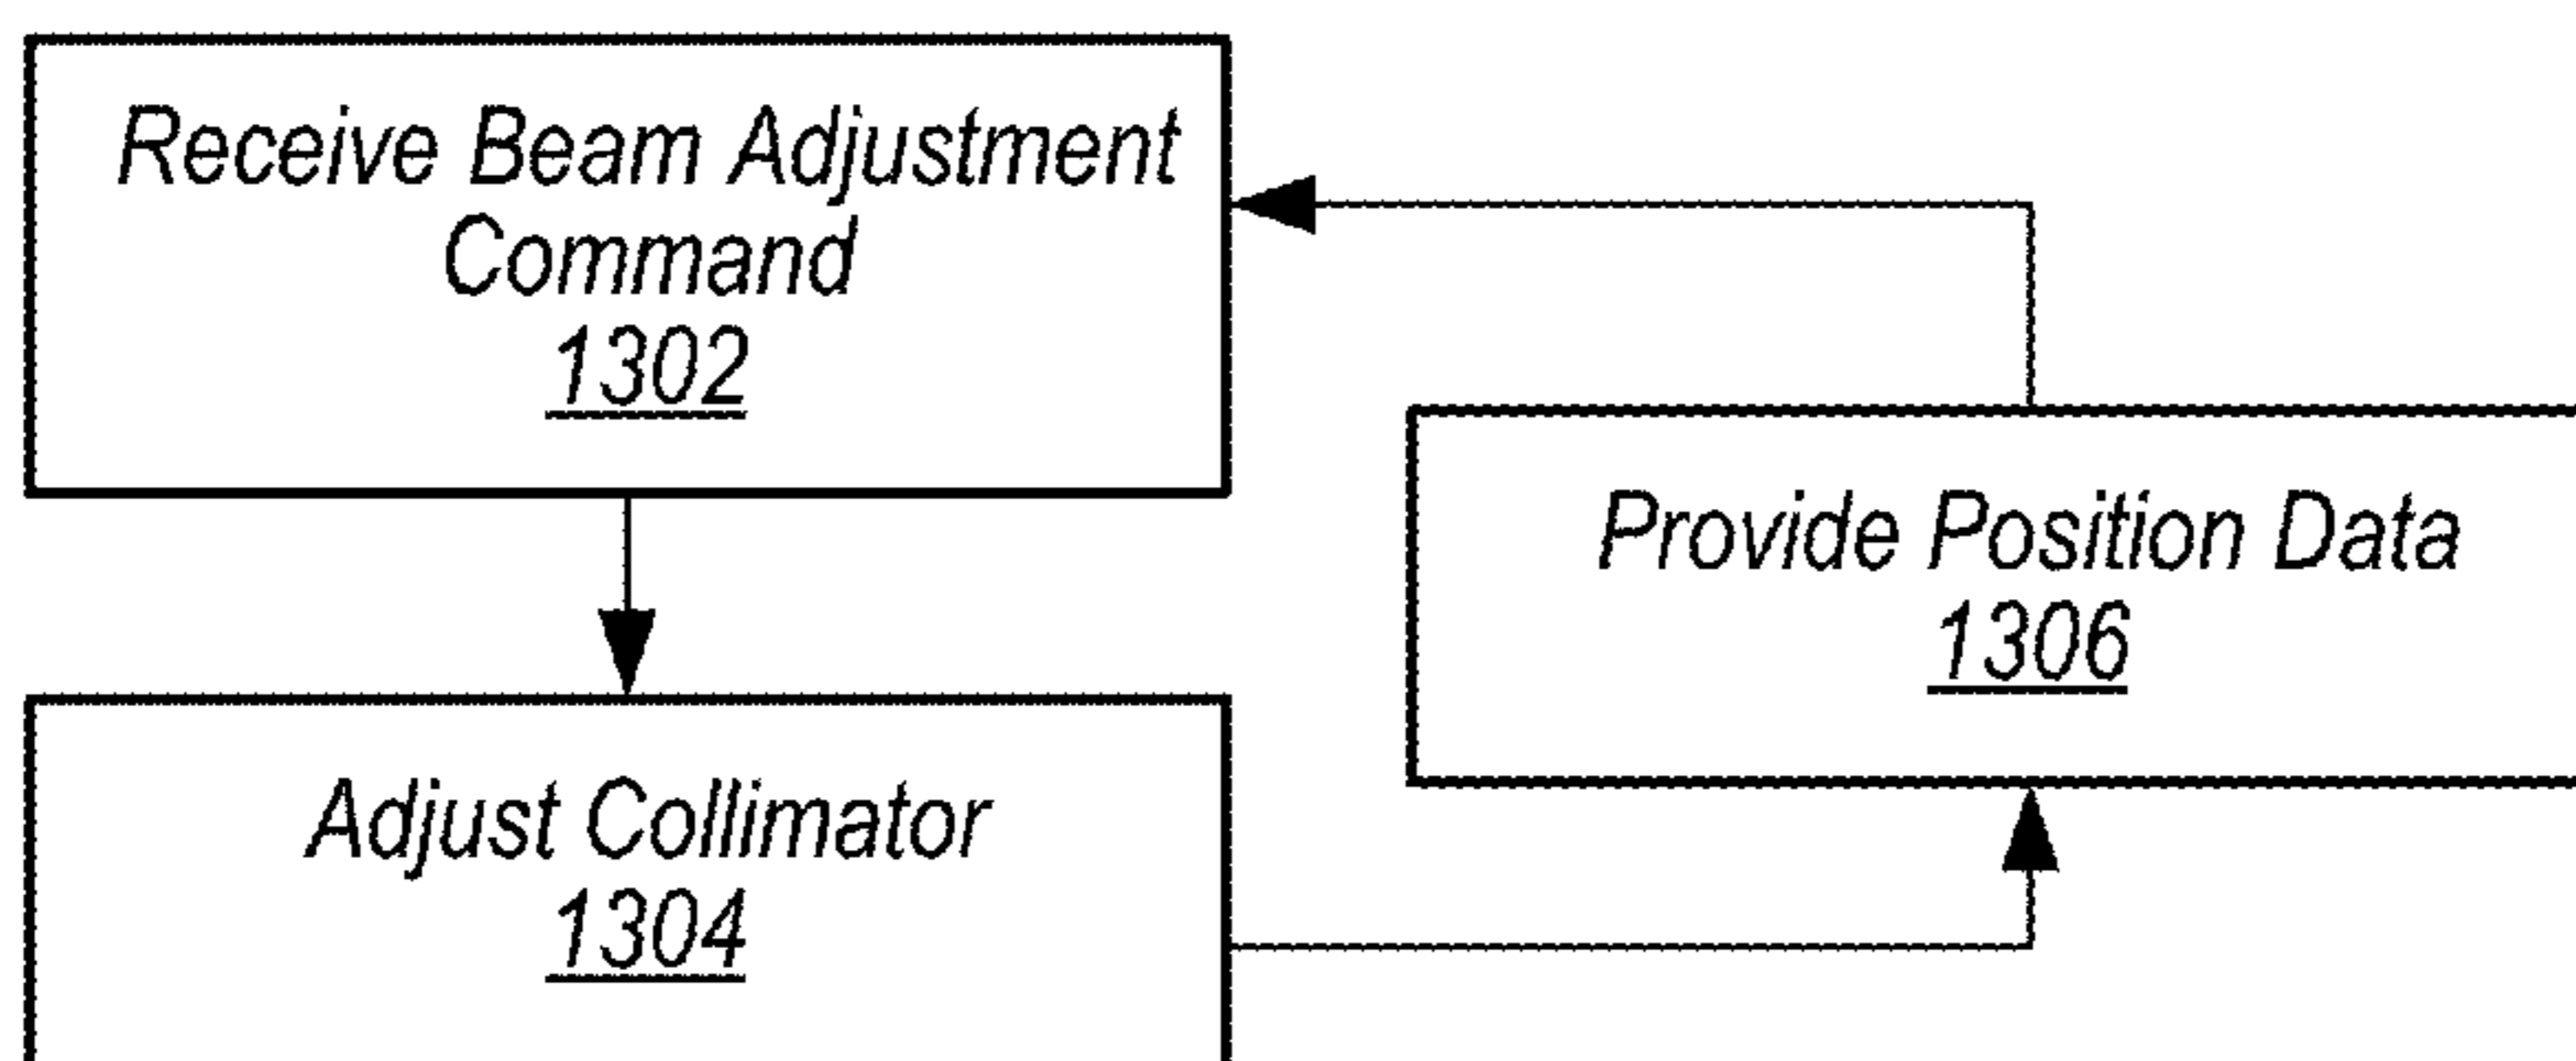 Receive Beam Adjustment
Command
1302
Provide Position Data
1306
Adjust Collimator
1304